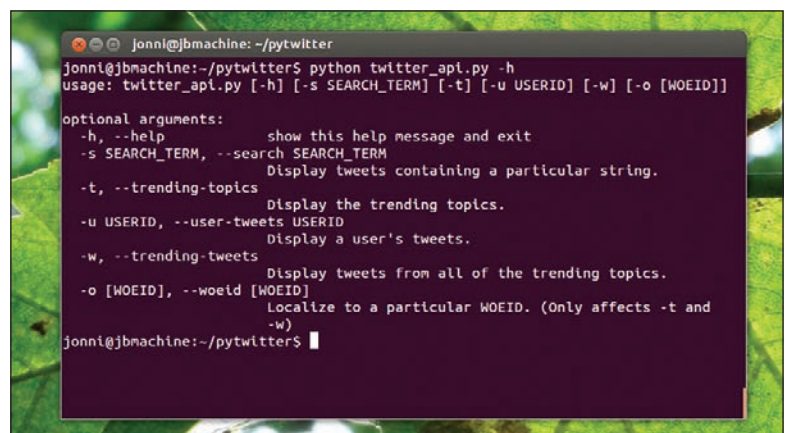 jonni@jbmachine: ~/pytwitter
jonni@jbmachine:~/pytwitter$ python twitter_api.py -h
usage: twitter_api.py [-h] [-s SEARCH_TERM] [-t] [-u USERID] [-w] [-o [WOEID]]
optional arguments:
-h, --help show this help message and exit
-s SEARCH_TERM, --search SEARCH_TERM
Display tweets containing a particular string.
-t, --trending-topics
Display the trending topics.
-u USERID, --user-tweets USERID
Display a user's tweets.
-w, --trending-tweets
Display tweets from all of the trending topics.
-o [WOEID], --woeid [WOEID]
Localize to a particular WOEID. (Only affects -t and
-w)
jonni@jbmachine:~/pytwitter$